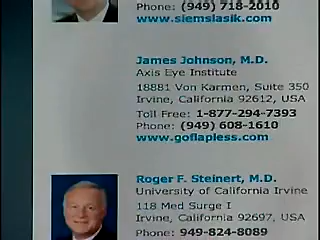 Phone: (949) 718-2010
www.siemslasik.com
James Johnson, M.D.
Axis Eye Institute
18881 Von Karmen, Suite 350
Irvine, California 92612, USA
Toll Free: 1-877-294-7393
Phone: (949) 608-1610
www.goflapless.com
Roger F. Steinert, M.D.
University of California Irvine
118 Med Surge I
Irvine, California 92697, USA
Phone: 949-824-8089